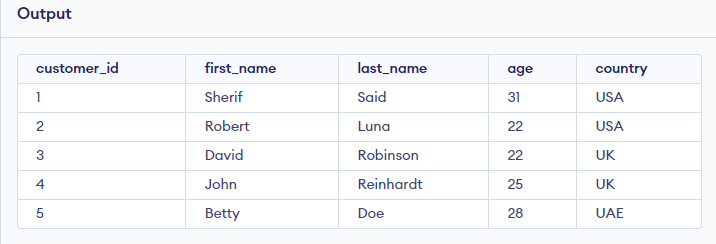 Output
customer_id first_name last_name age country
1 Sherif Said 31 USA
2 Robert Luna 22 USA
3 David Robinson 22 UK
4 John Reinhardt 25 UK
5 Betty Doe 28 UAE